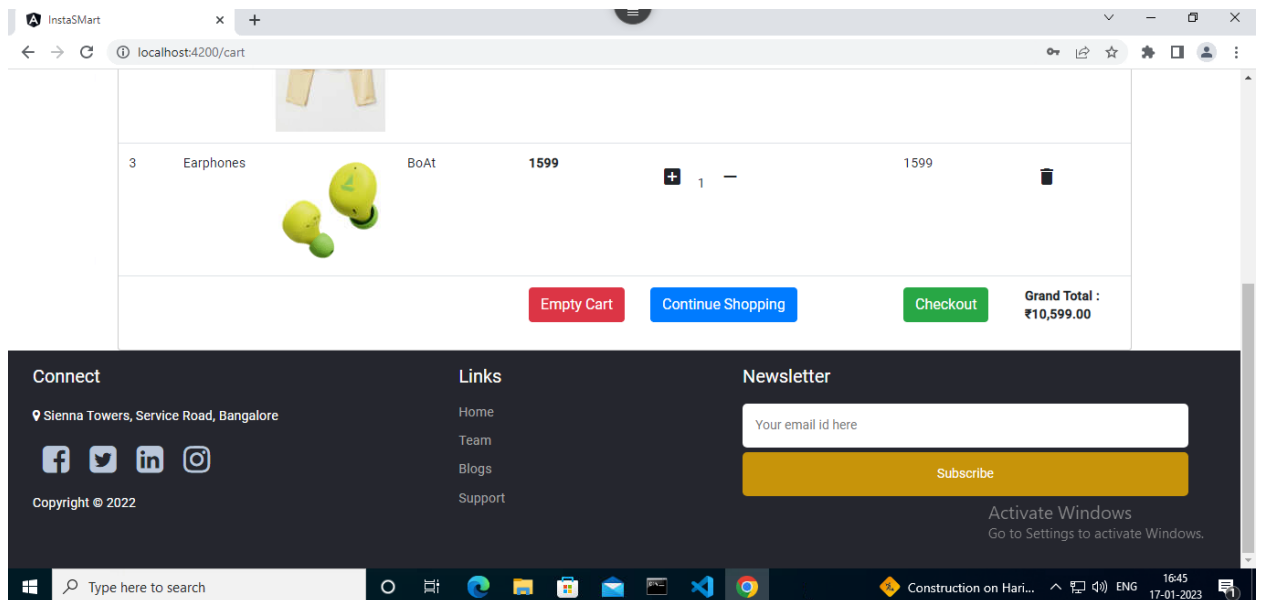 InstaSMart
localhost:4200/cart
3 Earphones BoAt 1599 1 1599
Empty Cart Continue Shopping Checkout Grand Total :
₹10,599.00
Connect Links Newsletter
Sienna Towers, Service Road, Bangalore
Home
Team
Blogs
Support
Your email id here
Subscribe
Copyright © 2022
Activate Windows
Go to Settings to activate Windows.
Type here to search
Construction on Hari... ENG 16:45
17-01-2023
1